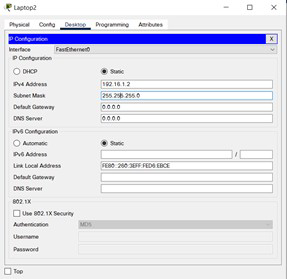 Laptop2
Physical Config Desktop Programming Attributes
IP Configuration X
Interface FastEthernet0
IP Configuration
DHCP Static
IPv4 Address 192.16.1.2
Subnet Mask 255.255.255.0
Default Gateway 0.0.0.0
DNS Server 0.0.0.0
IPv6 Configuration
Automatic Static
IPv6 Address /
Link Local Address FE80::260:3EFF:FED6:EBCE
Default Gateway
DNS Server
802.1X
Use 802.1X Security
Authentication MD5
Username
Password
Top